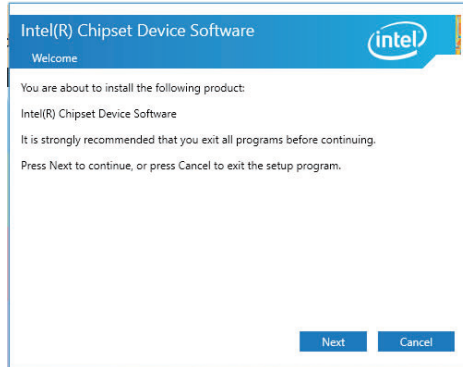 Intel(R) Chipset Device Software
intel
Welcome
You are about to install the following product:
Intel(R) Chipset Device Software
It is strongly recommended that you exit all programs before continuing.
Press Next to continue, or press Cancel to exit the setup program.
Next
Cancel